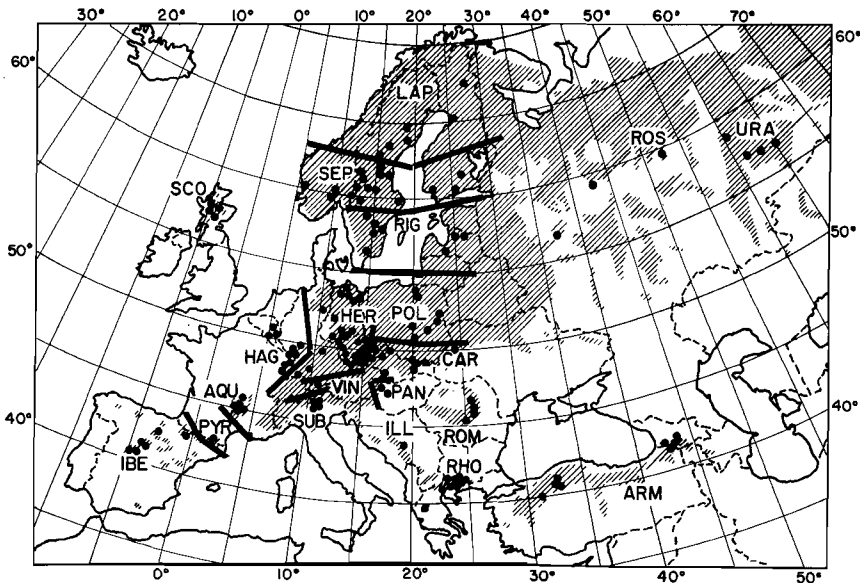 30° 20° 10° 0° 10° 20° 30° 40° 50° 60° 70°
60° 60°
LAP
ROS URA
SEP
SCO
RIG
50° 50°
HER POL
HAG CAR
VIN
AQU PAN
SUB ILL
PYR ROM
40° 40°
IBE RHO
ARM
0° 10° 20° 30° 40° 50°